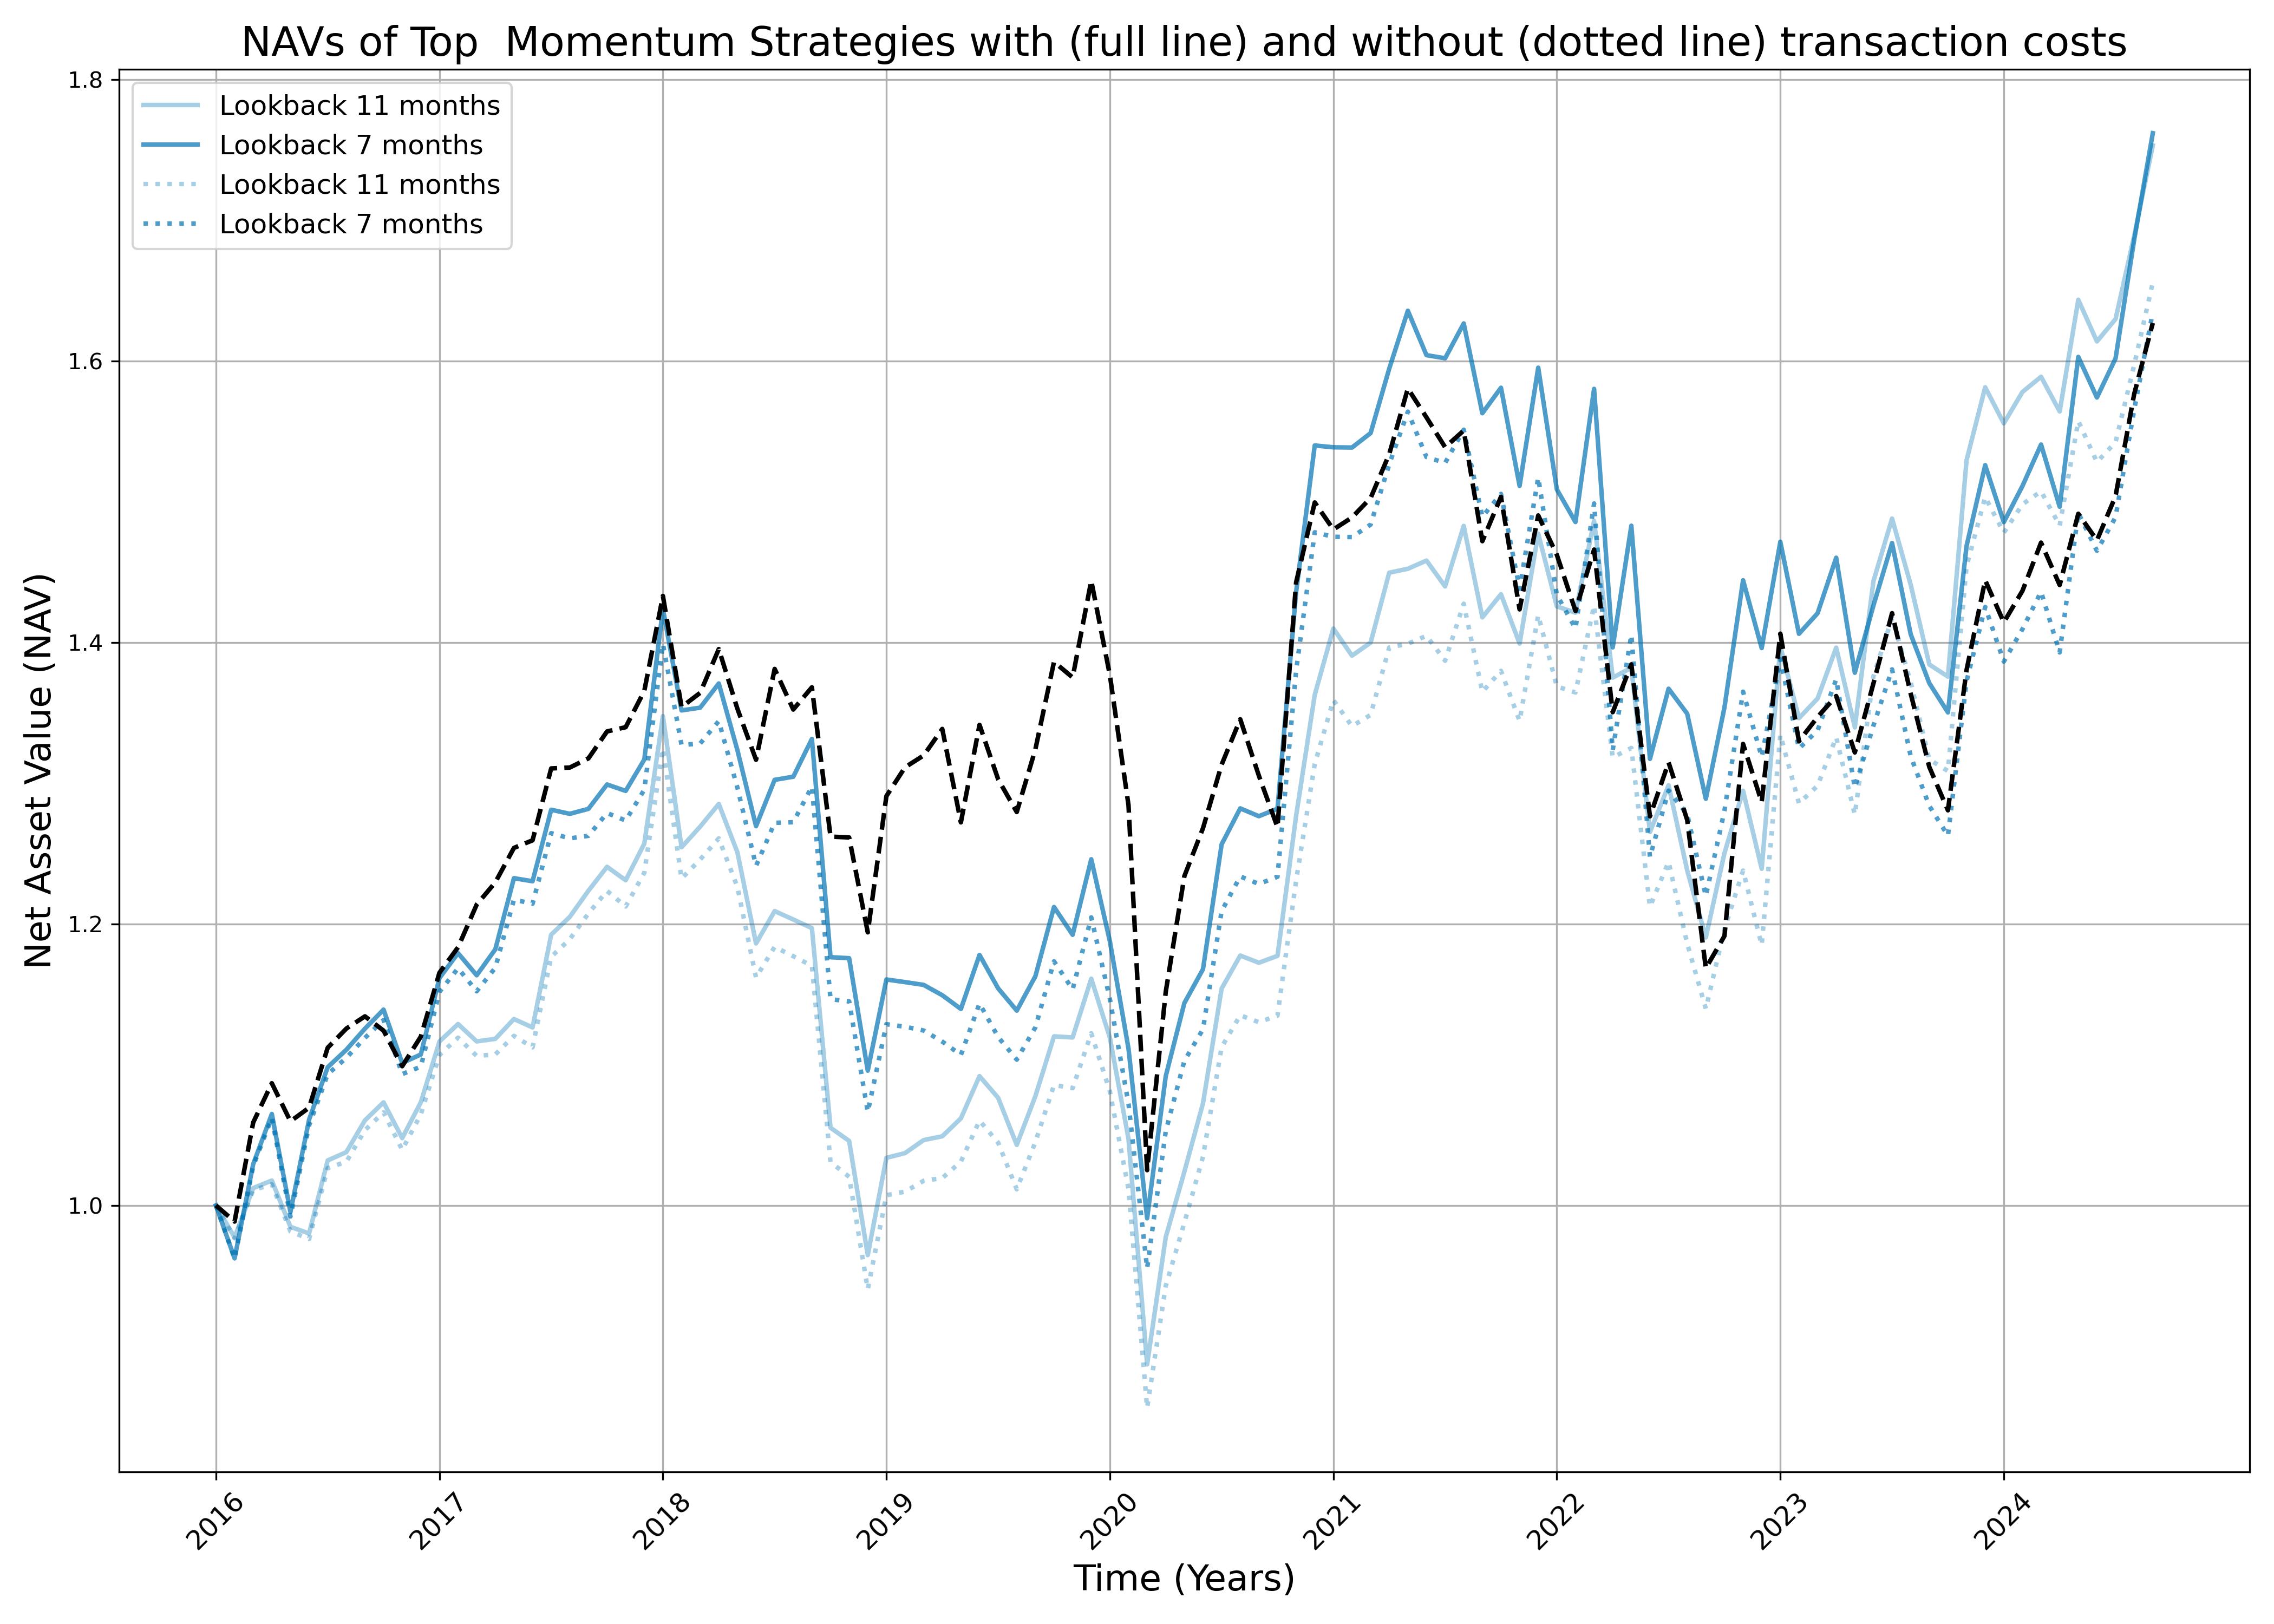 NAVs of Top  Momentum Strategies with (full line) and without (dotted line) transaction costs
Lookback 11 months
Lookback 7 months
Lookback 11 months
Lookback 7 months
Net Asset Value (NAV)
1.8
1.6
1.4
1.2
1.0
2016
2017
2018
2019
2020
2021
2022
2023
2024
Time (Years)